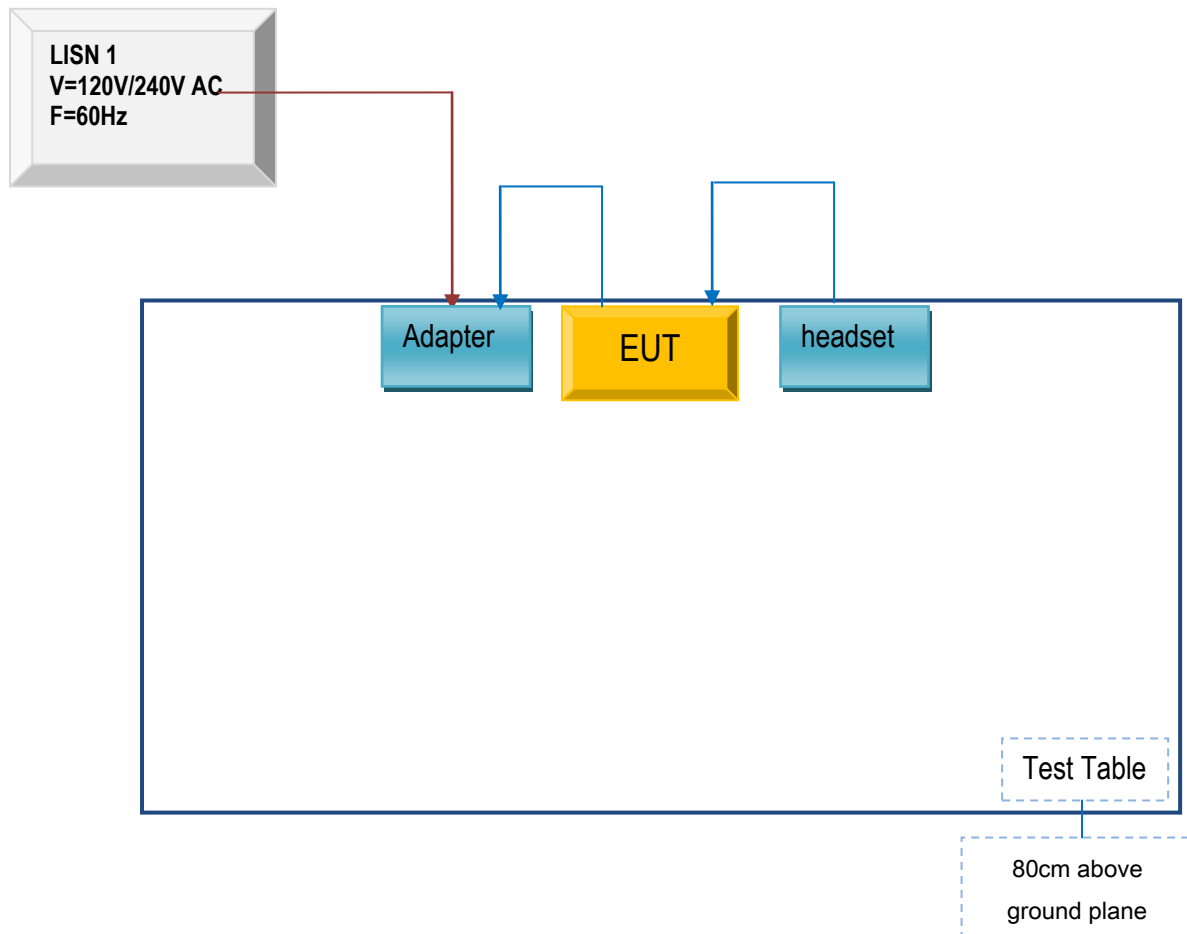 LISN 1
V=120V/240V AC
F=60Hz
Adapter
EUT
headset
Test Table
80cm above
ground plane